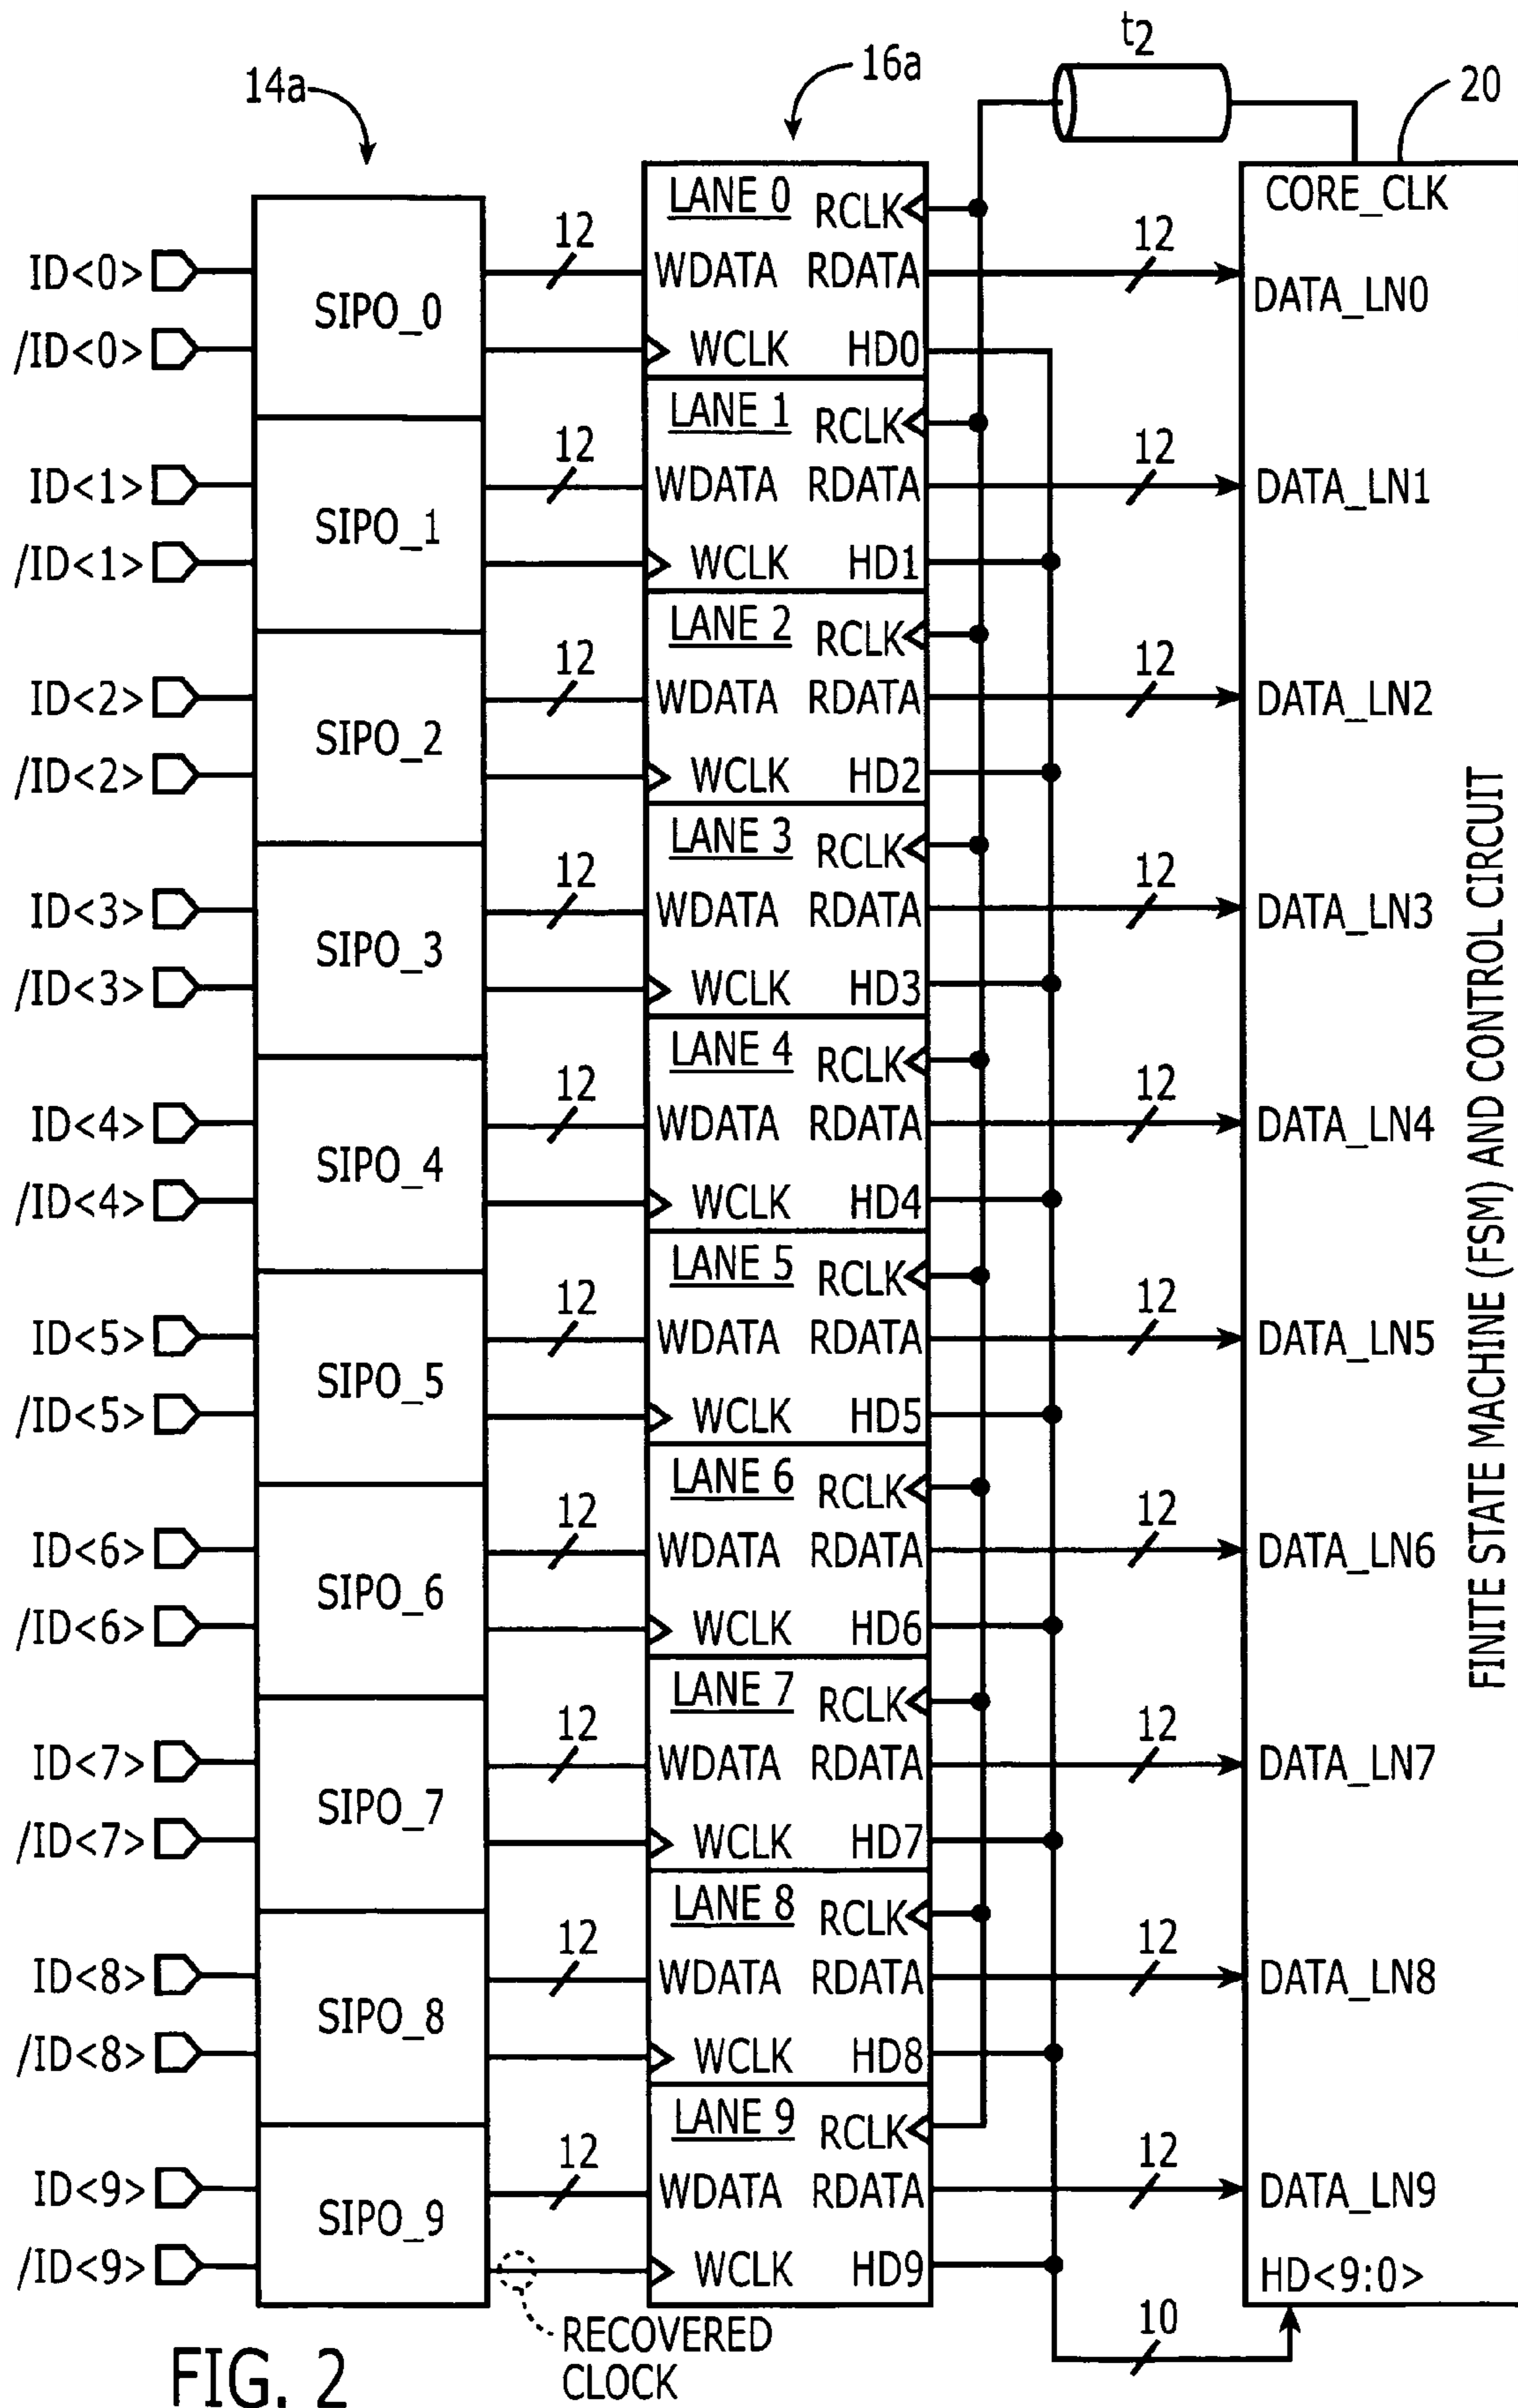 t2
14a
16a
20
CORE_CLK
ID<0>
/ID<0>
SIPO_0
12
LANE 0
RCLK
WDATA RDATA
WCLK HD0
12
DATA_LN0
ID<1>
/ID<1>
SIPO_1
12
LANE 1
RCLK
WDATA RDATA
WCLK HD1
12
DATA_LN1
ID<2>
/ID<2>
SIPO_2
12
LANE 2
RCLK
WDATA RDATA
WCLK HD2
12
DATA_LN2
ID<3>
/ID<3>
SIPO_3
12
LANE 3
RCLK
WDATA RDATA
WCLK HD3
12
DATA_LN3
ID<4>
/ID<4>
SIPO_4
12
LANE 4
RCLK
WDATA RDATA
WCLK HD4
12
DATA_LN4
ID<5>
/ID<5>
SIPO_5
12
LANE 5
RCLK
WDATA RDATA
WCLK HD5
12
DATA_LN5
ID<6>
/ID<6>
SIPO_6
12
LANE 6
RCLK
WDATA RDATA
WCLK HD6
12
DATA_LN6
ID<7>
/ID<7>
SIPO_7
12
LANE 7
RCLK
WDATA RDATA
WCLK HD7
12
DATA_LN7
ID<8>
/ID<8>
SIPO_8
12
LANE 8
RCLK
WDATA RDATA
WCLK HD8
12
DATA_LN8
ID<9>
/ID<9>
SIPO_9
12
LANE 9
RCLK
WDATA RDATA
WCLK HD9
12
DATA_LN9
HD<9:0>
10
FINITE STATE MACHINE (FSM) AND CONTROL CIRCUIT
RECOVERED
CLOCK
FIG. 2